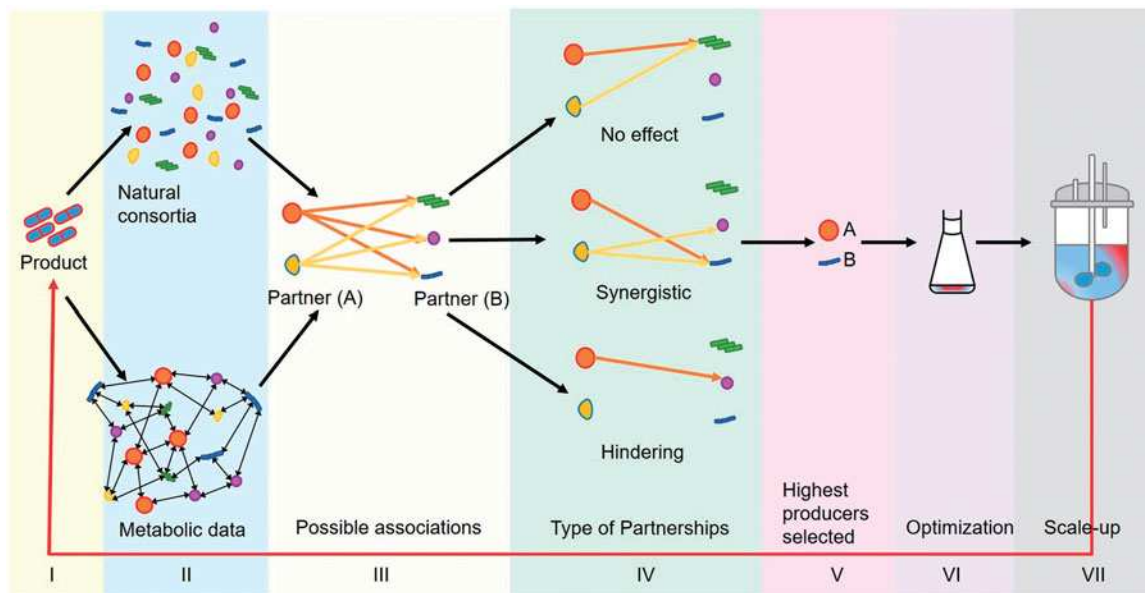 Natural
consortia
Product
Metabolic data
Partner (A)
Partner (B)
Possible associations
No effect
Synergistic
Hindering
Type of Partnerships
A
B
Highest
producers
selected
Optimization
Scale-up
I
II
III
IV
V
VI
VII